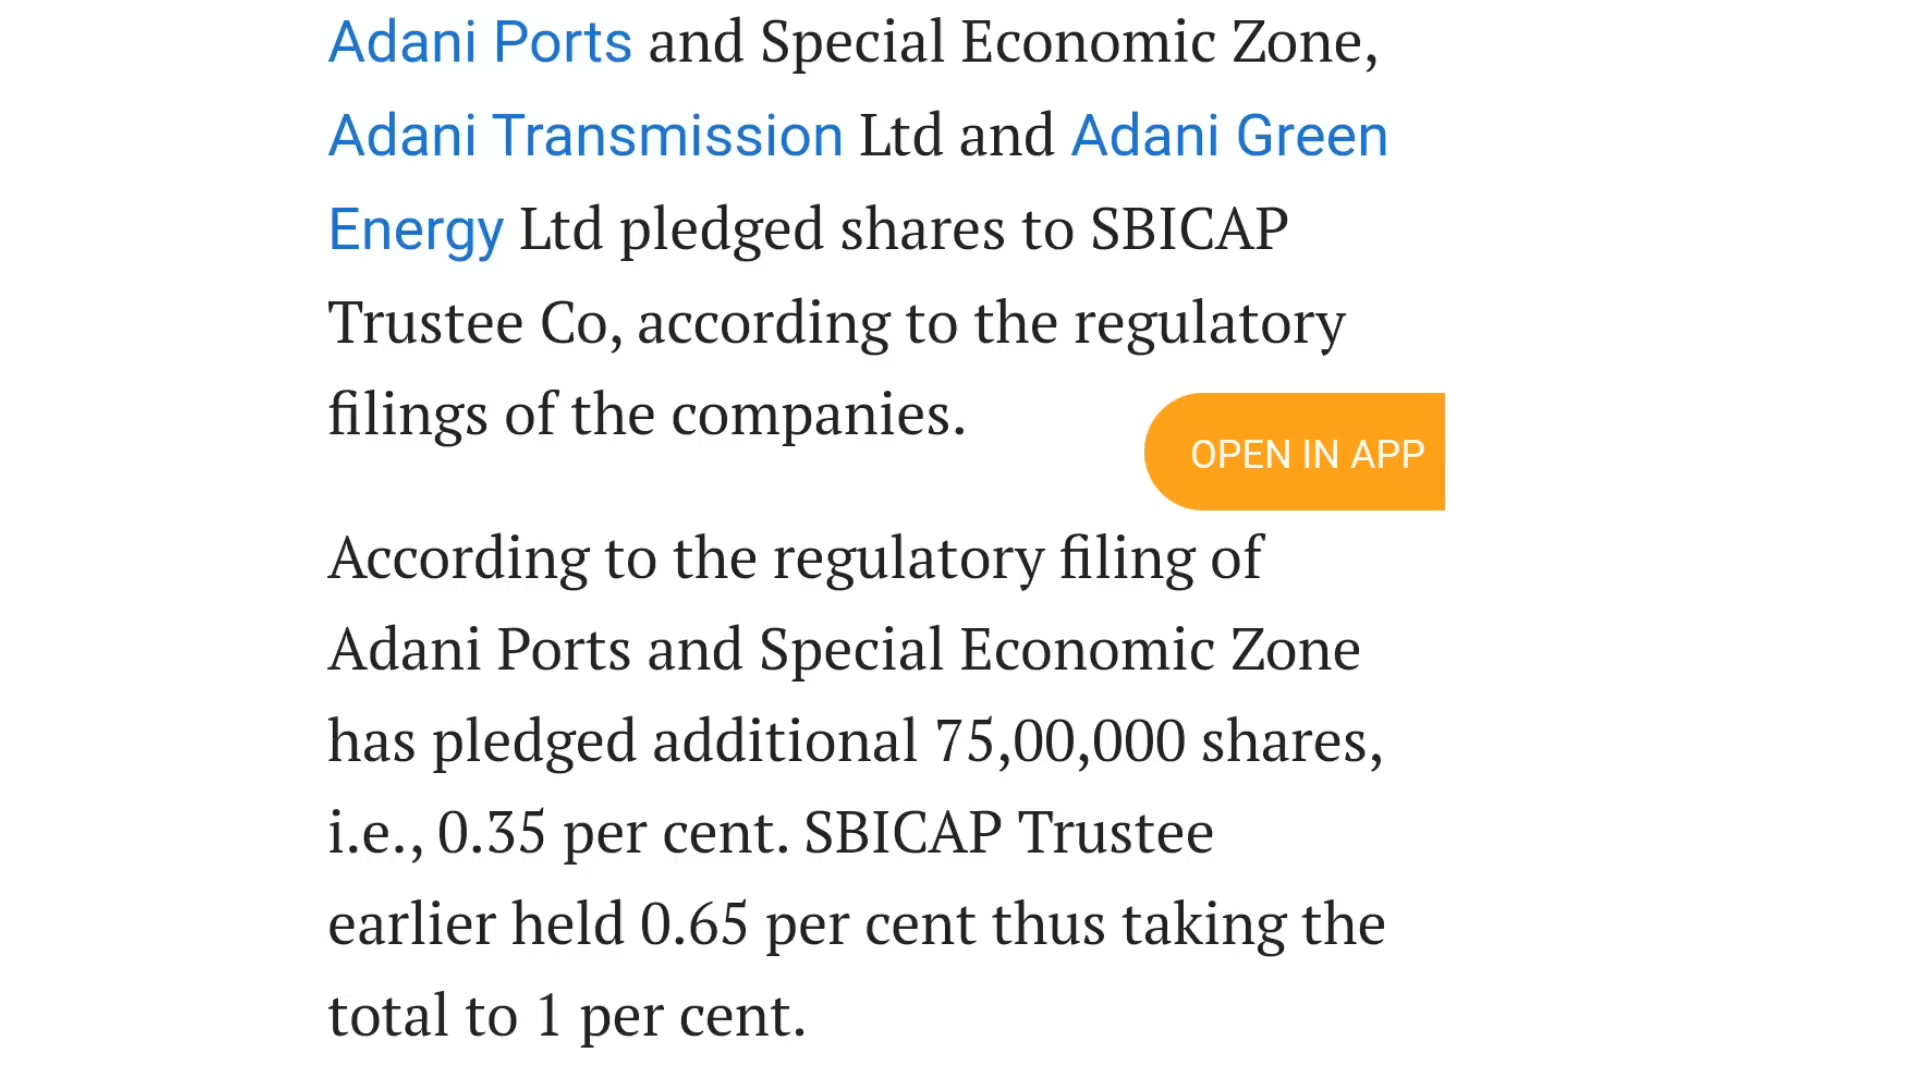 Adani Ports and Special Economic Zone,
Adani Transmission Ltd and Adani Green
Energy Ltd pledged shares to SBICAP
Trustee Co, according to the regulatory
filings of the companies.
OPEN IN APP
According to the regulatory filing of
Adani Ports and Special Economic Zone
has pledged additional 75,00,000 shares,
i.e., 0.35 per cent. SBICAP Trustee
earlier held 0.65 per cent thus taking the
total to 1 per cent.